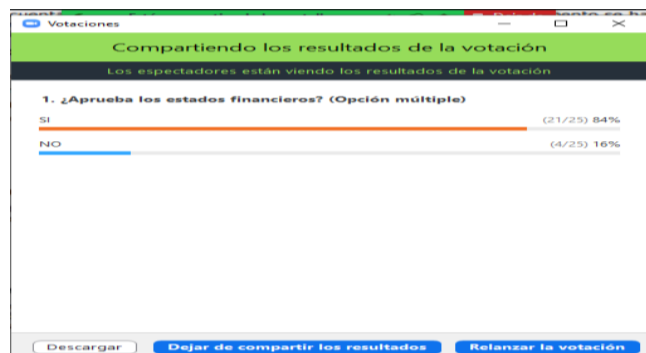 Votaciones
Compartiendo los resultados de la votación
Los espectadores están viendo los resultados de la votación
1. ¿Aprueba los estados financieros? (Opción múltiple)
SI (21/25) 84%
NO (4/25) 16%
Descargar Dejar de compartir los resultados Relanzar la votación